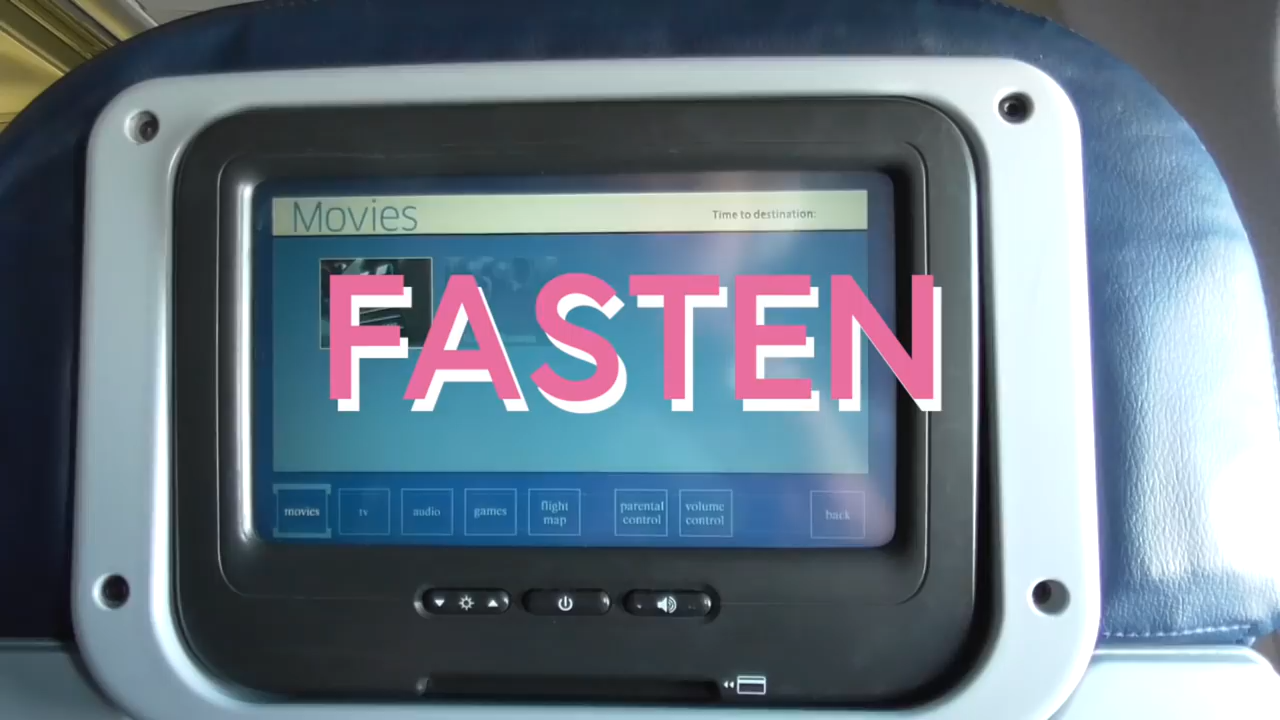 Movies
Time to destination:
FASTEN
movies
tv
audio
games
flight
map
parental
control
volume
control
back